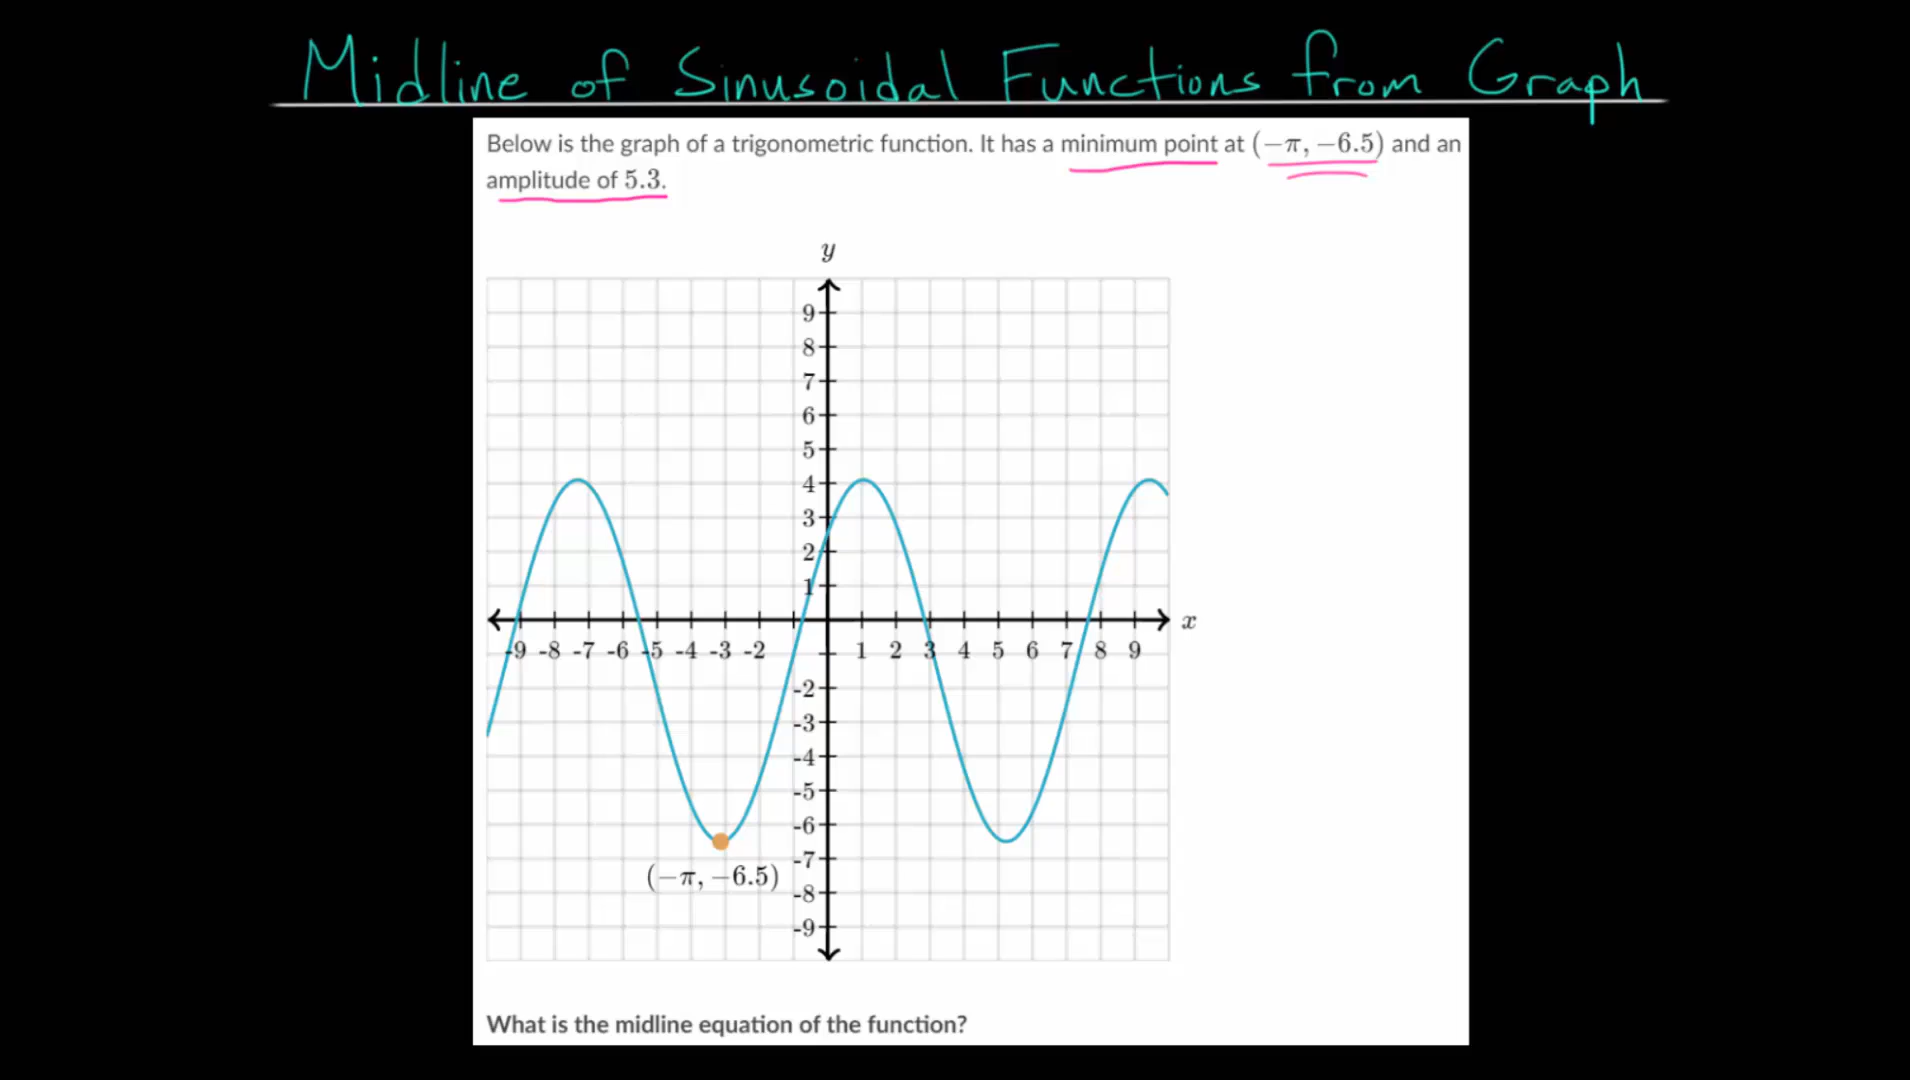 Midline of Sinusoidal Functions from Graph
Below is the graph of a trigonometric function. It has a minimum point at (−π, −6.5) and an
amplitude of 5.3.
y
9
8
7
6
5
4
3
2
1
x
-9 -8 -7 -6 -5 -4 -3 -2 1 2 3 4 5 6 7 8 9
-2
-3
-4
-5
-6
-7
(−π, −6.5)
-8
-9
What is the midline equation of the function?